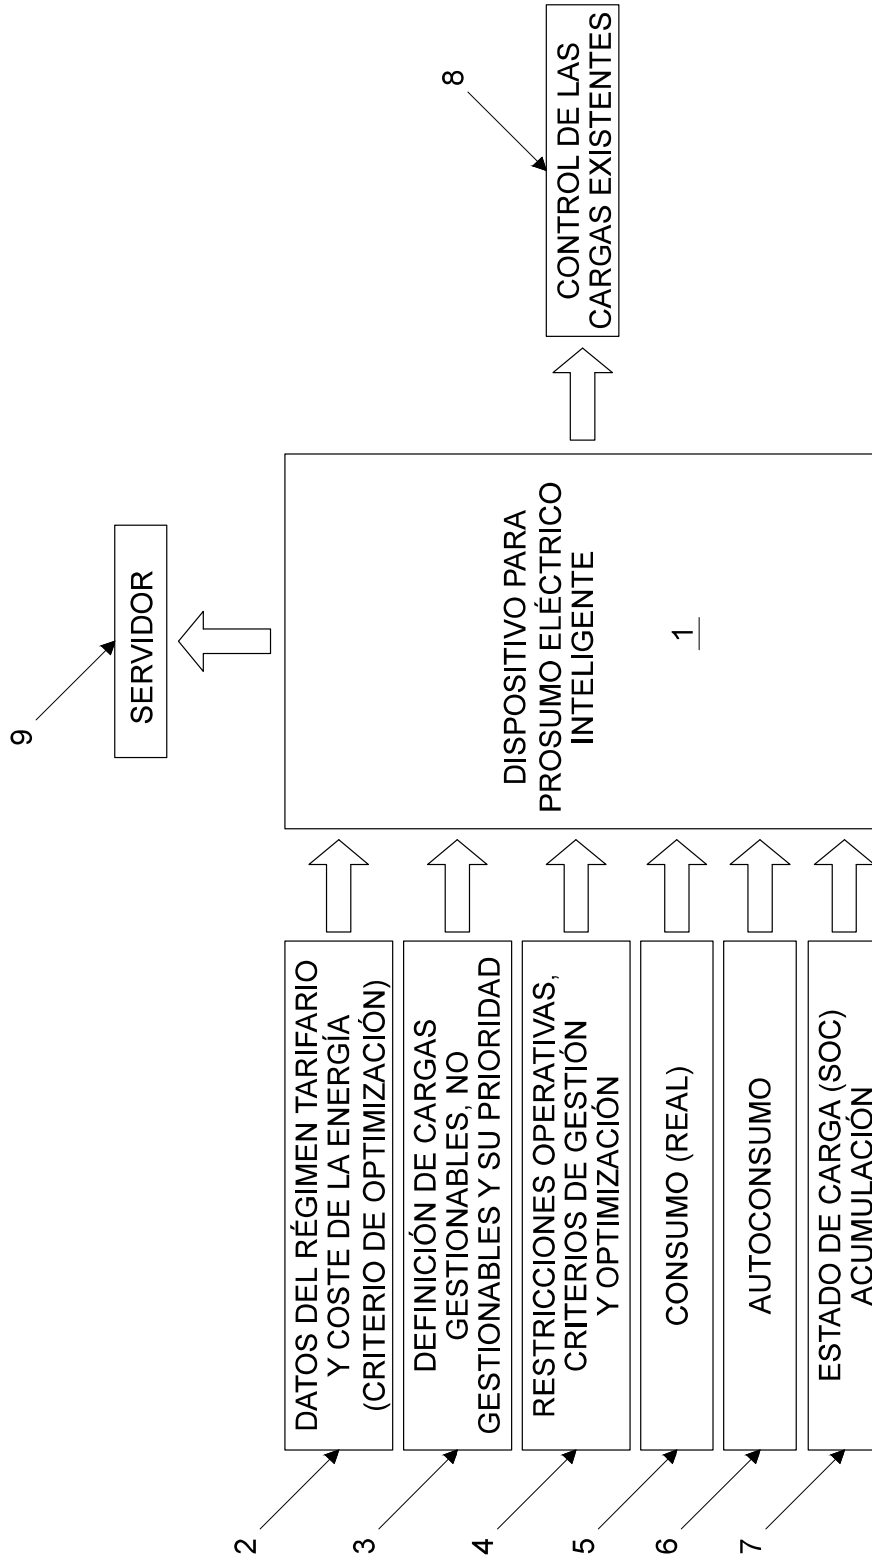 9
SERVIDOR
8
CONTROL DE LAS
CARGAS EXISTENTES
DISPOSITIVO PARA
PROSUMO ELÉCTRICO
INTELIGENTE
1
2
DATOS DEL RÉGIMEN TARIFARIO
Y COSTE DE LA ENERGÍA
(CRITERIO DE OPTIMIZACIÓN)
3
DEFINICIÓN DE CARGAS
GESTIONABLES, NO
GESTIONABLES Y SU PRIORIDAD
4
RESTRICCIONES OPERATIVAS,
CRITERIOS DE GESTIÓN
Y OPTIMIZACIÓN
5
CONSUMO (REAL)
6
AUTOCONSUMO
7
ESTADO DE CARGA (SOC)
ACUMULACIÓN